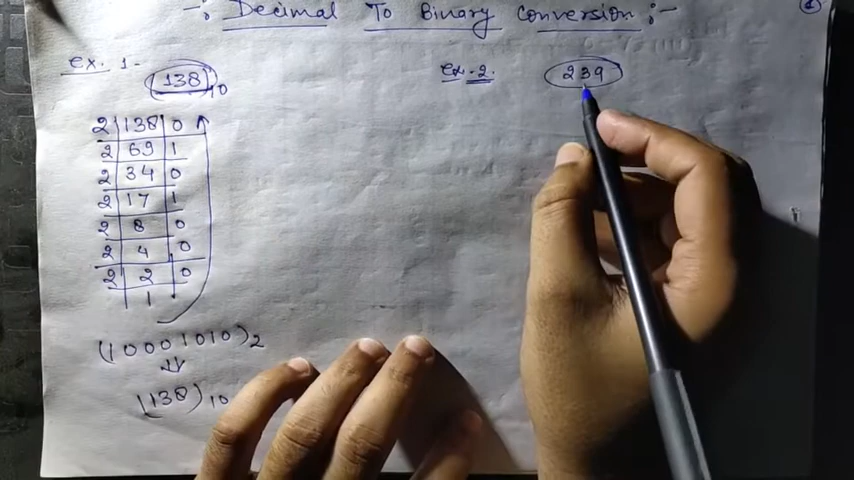 -: Decimal To Binary Conversion :-
ex. 1-
(138)10
2 138 0
2 69 1
2 34 0
2 17 1
2 8 0
2 4 0
2 2 0
1
(10001010)2
(138)10
ex. 2.
239